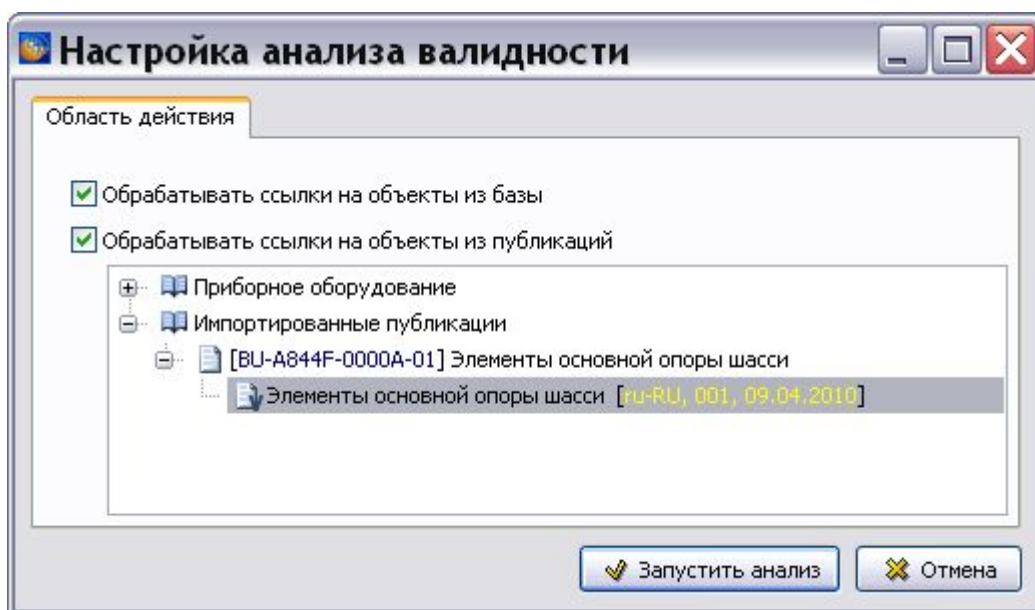 Настройка анализа валидности
Область действия
Обрабатывать ссылки на объекты из базы
Обрабатывать ссылки на объекты из публикаций
Приборное оборудование
Импортированные публикации
[BU-A844F-0000A-01] Элементы основной опоры шасси
Элементы основной опоры шасси [ru-RU, 001, 09.04.2010]
Запустить анализ Отмена